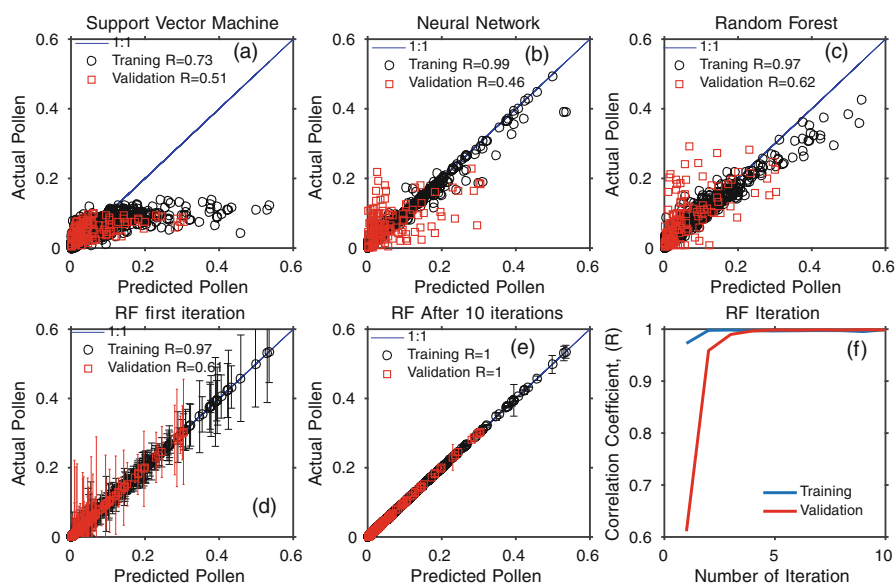 Support Vector Machine
0.6
1:1
(a)
Traning R=0.73
Validation R=0.51
0.4
Actual Pollen
0.2
0
0
0.2
0.4
0.6
Predicted Pollen
Neural Network
0.6
1:1
(b)
Traning R=0.99
Validation R=0.46
0.4
Actual Pollen
0.2
0
0
0.2
0.4
0.6
Predicted Pollen
Random Forest
0.6
1:1
(c)
Traning R=0.97
Validation R=0.62
0.4
Actual Pollen
0.2
0
0
0.2
0.4
0.6
Predicted Pollen
RF first iteration
0.6
1:1
Training R=0.97
Validation R=0.61
0.4
Actual Pollen
0.2
(d)
0
0
0.2
0.4
0.6
Predicted Pollen
RF After 10 iterations
0.6
1:1
(e)
Training R=1
Validation R=1
0.4
Actual Pollen
0.2
0
0
0.2
0.4
0.6
Predicted Pollen
RF Iteration
1
(f)
0.9
Correlation Coefficient, (R)
0.8
0.7
Training
Validation
0.6
0
5
10
Number of Iteration